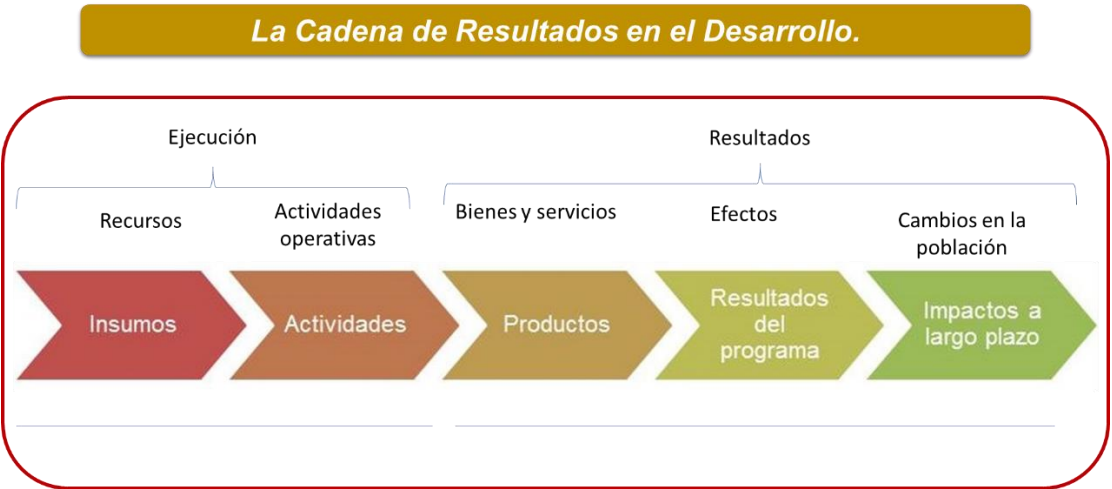 La Cadena de Resultados en el Desarrollo.
Ejecución
Resultados
Recursos
Actividades
operativas
Bienes y servicios
Efectos
Cambios en la
población
Insumos
Actividades
Productos
Resultados
del
programa
Impactos a
largo plazo